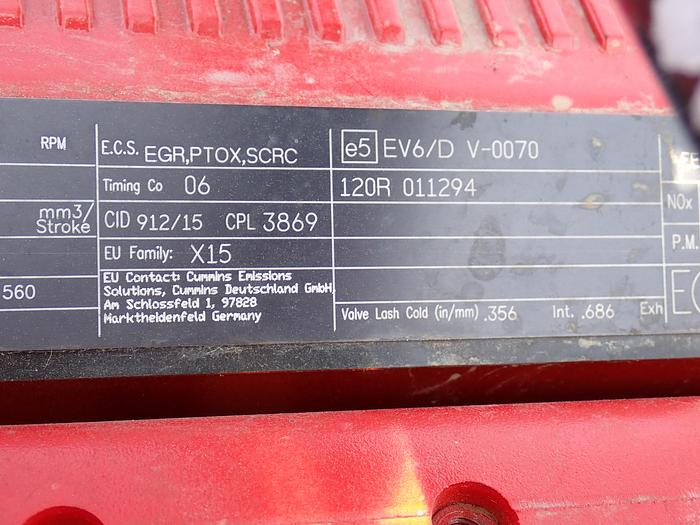 RPM
E.C.S. EGR,PTOX,SCRC
e5 EV6/D V-0070
Timing Co 06
120R 011294
NOx
mm3/
Stroke
CID 912/15 CPL 3869
EU Family: X15
P.M.
560
EU Contact: Cummins Emissions
Solutions, Cummins Deutschland GmbH,
Am Schlossfeld 1, 97828
Marktheidenfeld Germany
Valve Lash Cold (in/mm) .356 Int. .686 Exh